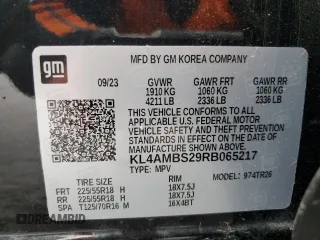 gm
MFD BY GM KOREA COMPANY
09/23 GVWR GAWR FRT GAWR RR
1910 KG 1060 KG 1060 KG
4211 LB 2336 LB 2336 LB
THIS VEHICLE CONFORMS TO ALL
APPLICABLE U.S. FEDERAL MOTOR
VEHICLE SAFETY, BUMPER, AND THEFT
PREVENTION STANDARDS IN EFFECT ON
THE DATE OF MANUFACTURE SHOWN ABOVE.
KL4AMBS29RB065217
TYPE: MPV MODEL: 974TR26
TIRE SIZE RIM
FRT 225/55R18 H 18X7.5J
RR 225/55R18 H 18X7.5J
SPA T125/70R16 M 16X4BT